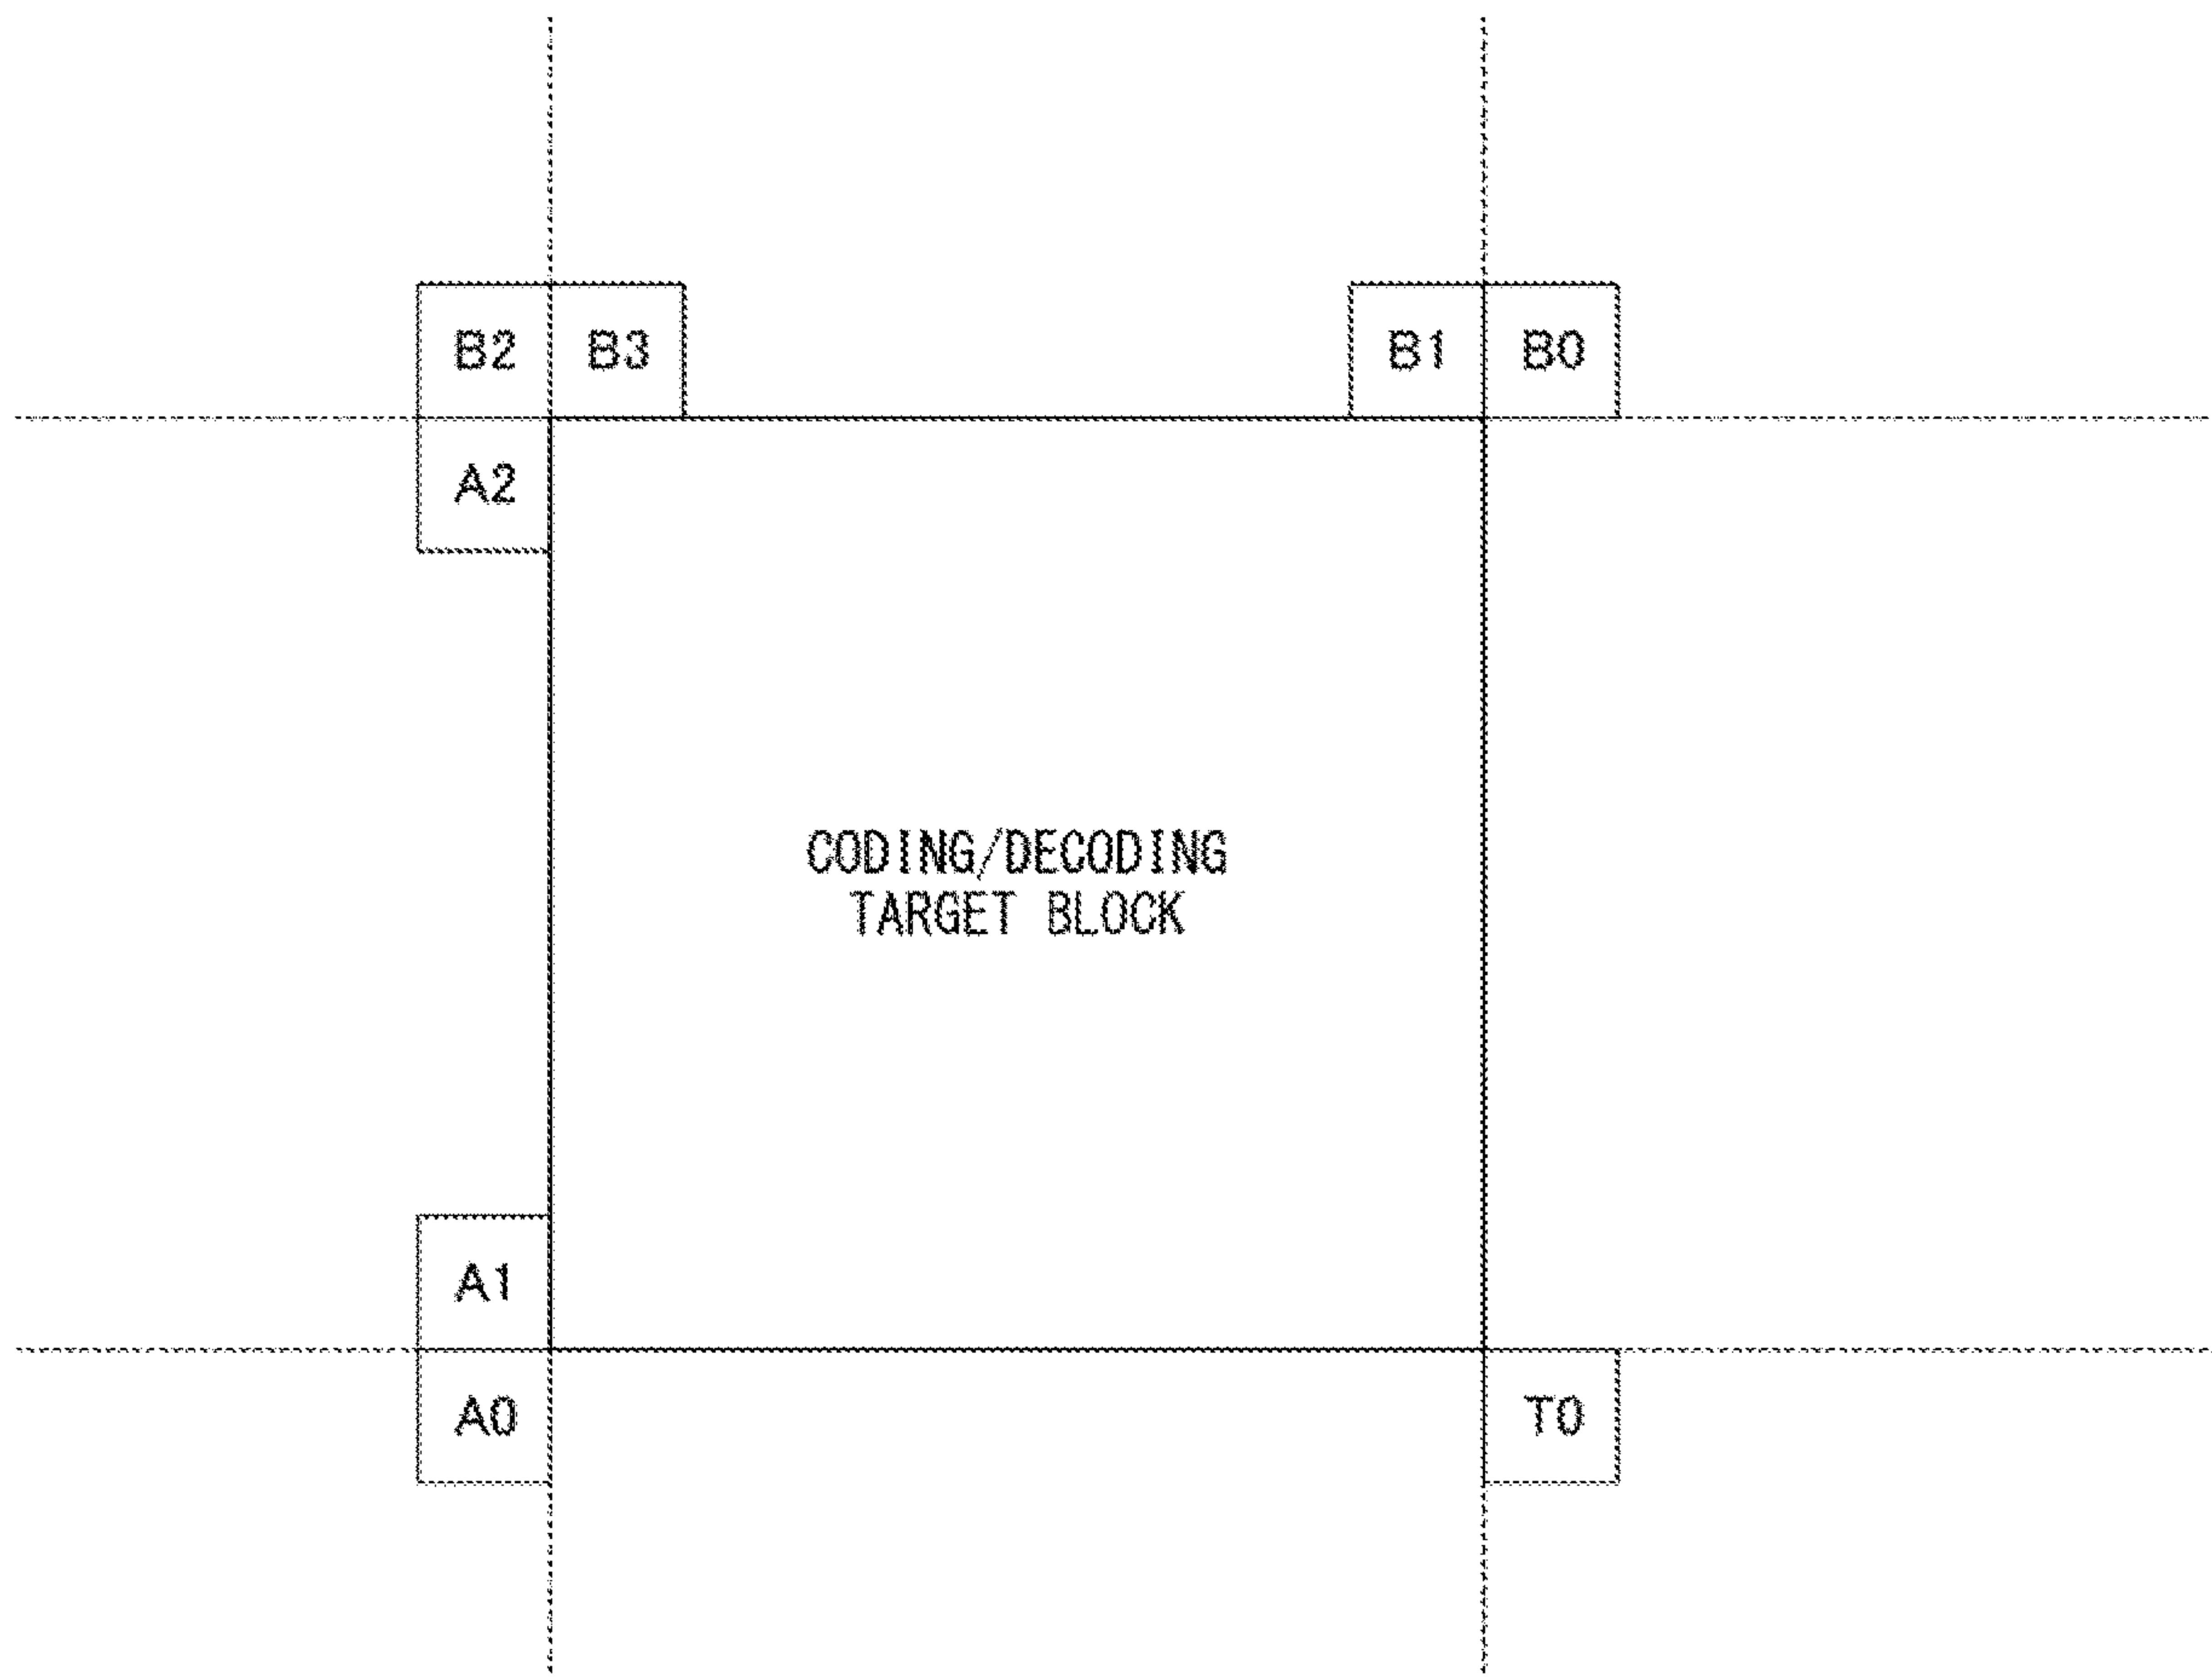 B2 B3 B1 B0
A2
CODING/DECODING
TARGET BLOCK
A1
A0 T0